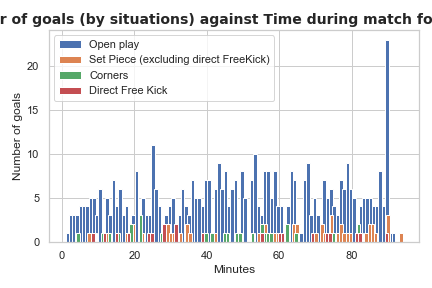 r of goals (by situations) against Time during match fo
Open play
Set Piece (excluding direct FreeKick)
Corners
Direct Free Kick
Number of goals
20
15
10
5
0
0 20 40 60 80
Minutes